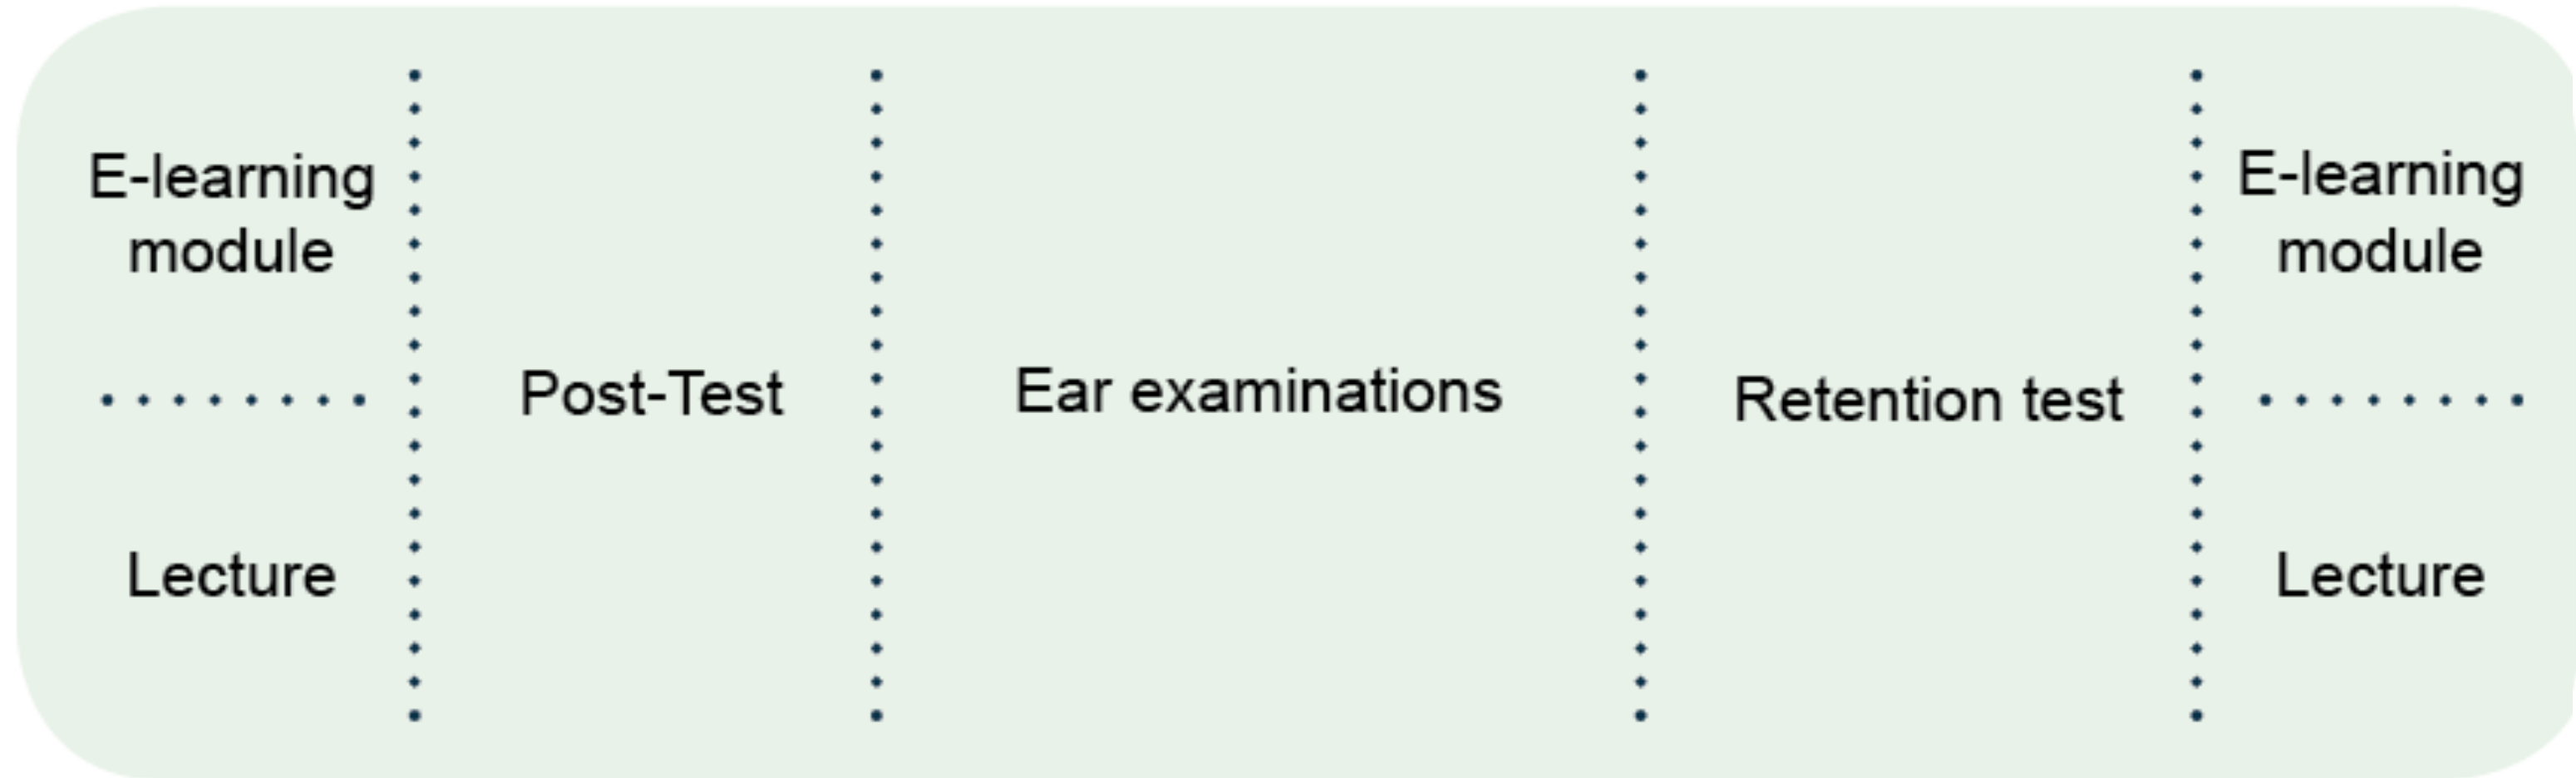 E-learning
module
Lecture
Post-Test
Ear examinations
Retention test
E-learning
module
Lecture